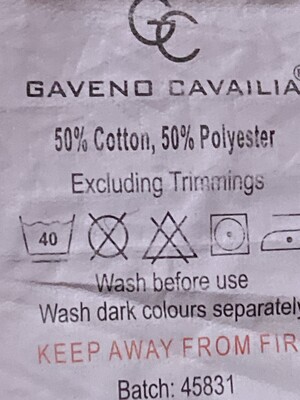 GC
GAVENO CAVAILIA®
50% Cotton, 50% Polyester
Excluding Trimmings
40
Wash before use
Wash dark colours separately
KEEP AWAY FROM FIR
Batch: 45831